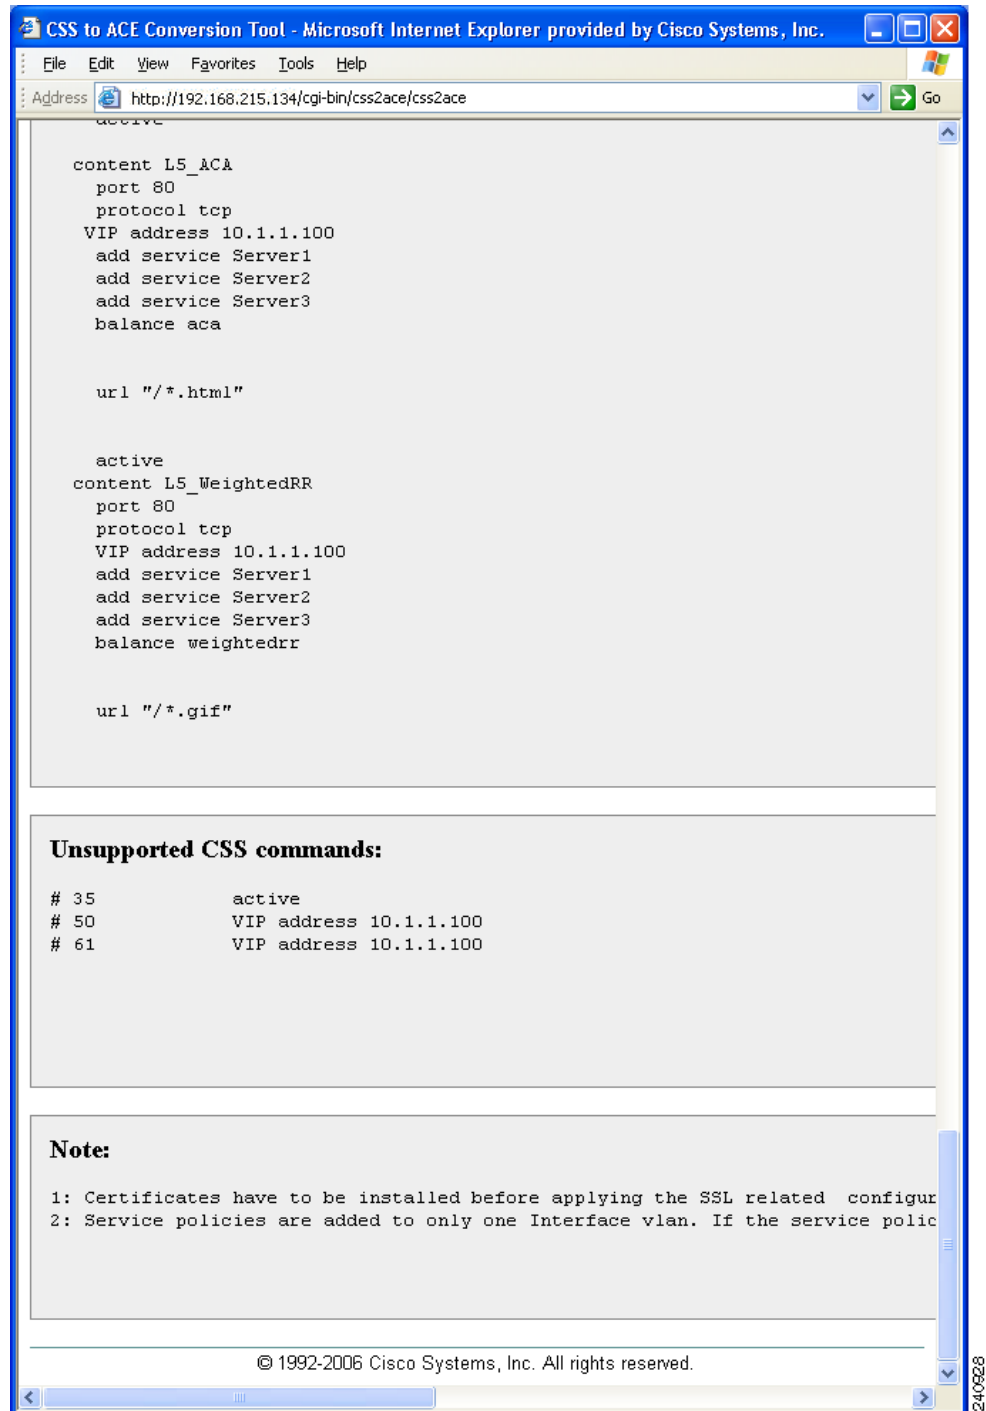 CSS to ACE Conversion Tool - Microsoft Internet Explorer provided by Cisco Systems, Inc.
File Edit View Favorites Tools Help
Address http://192.168.215.134/cgi-bin/css2ace/css2ace Go
active
content L5_ACA
port 80
protocol tcp
VIP address 10.1.1.100
add service Server1
add service Server2
add service Server3
balance aca
url "/*.html"
active
content L5_WeightedRR
port 80
protocol tcp
VIP address 10.1.1.100
add service Server1
add service Server2
add service Server3
balance weightedrr
url "/*.gif"
Unsupported CSS commands:
# 35 active
# 50 VIP address 10.1.1.100
# 61 VIP address 10.1.1.100
Note:
1: Certificates have to be installed before applying the SSL related configur
2: Service policies are added to only one Interface vlan. If the service polic
© 1992-2006 Cisco Systems, Inc. All rights reserved.
240928